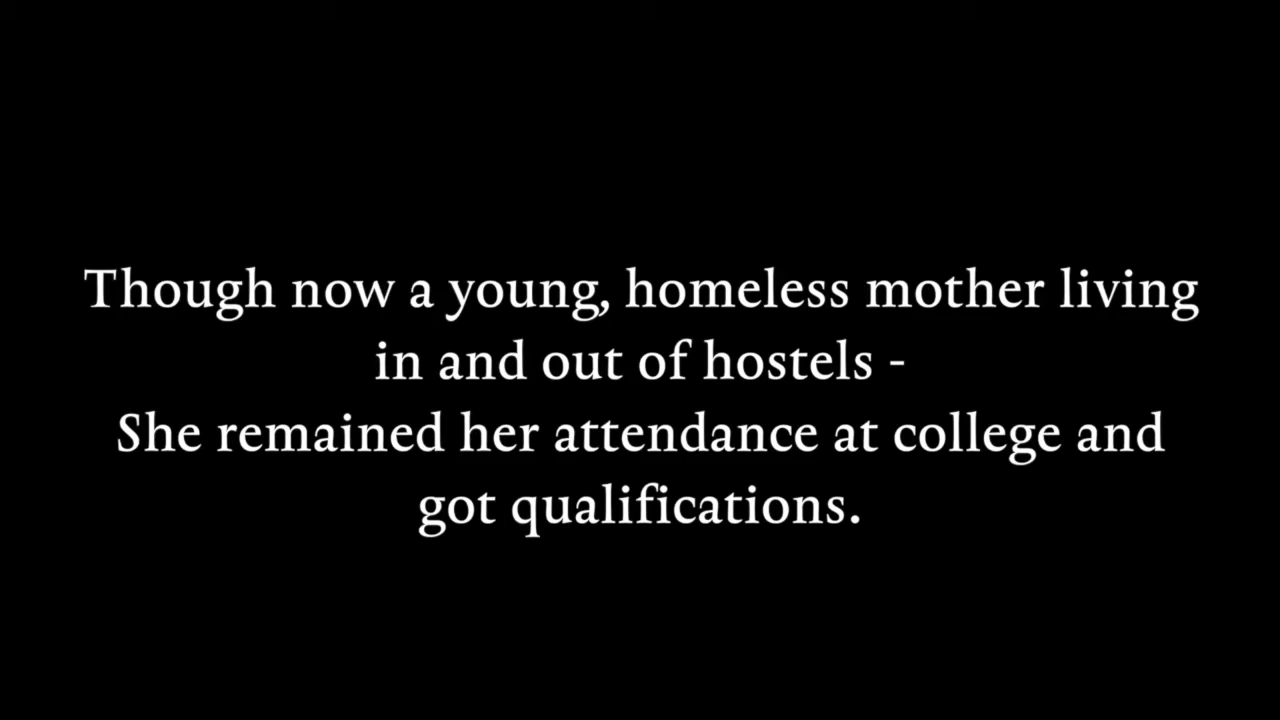 Though now a young, homeless mother living
in and out of hostels -
She remained her attendance at college and
got qualifications.